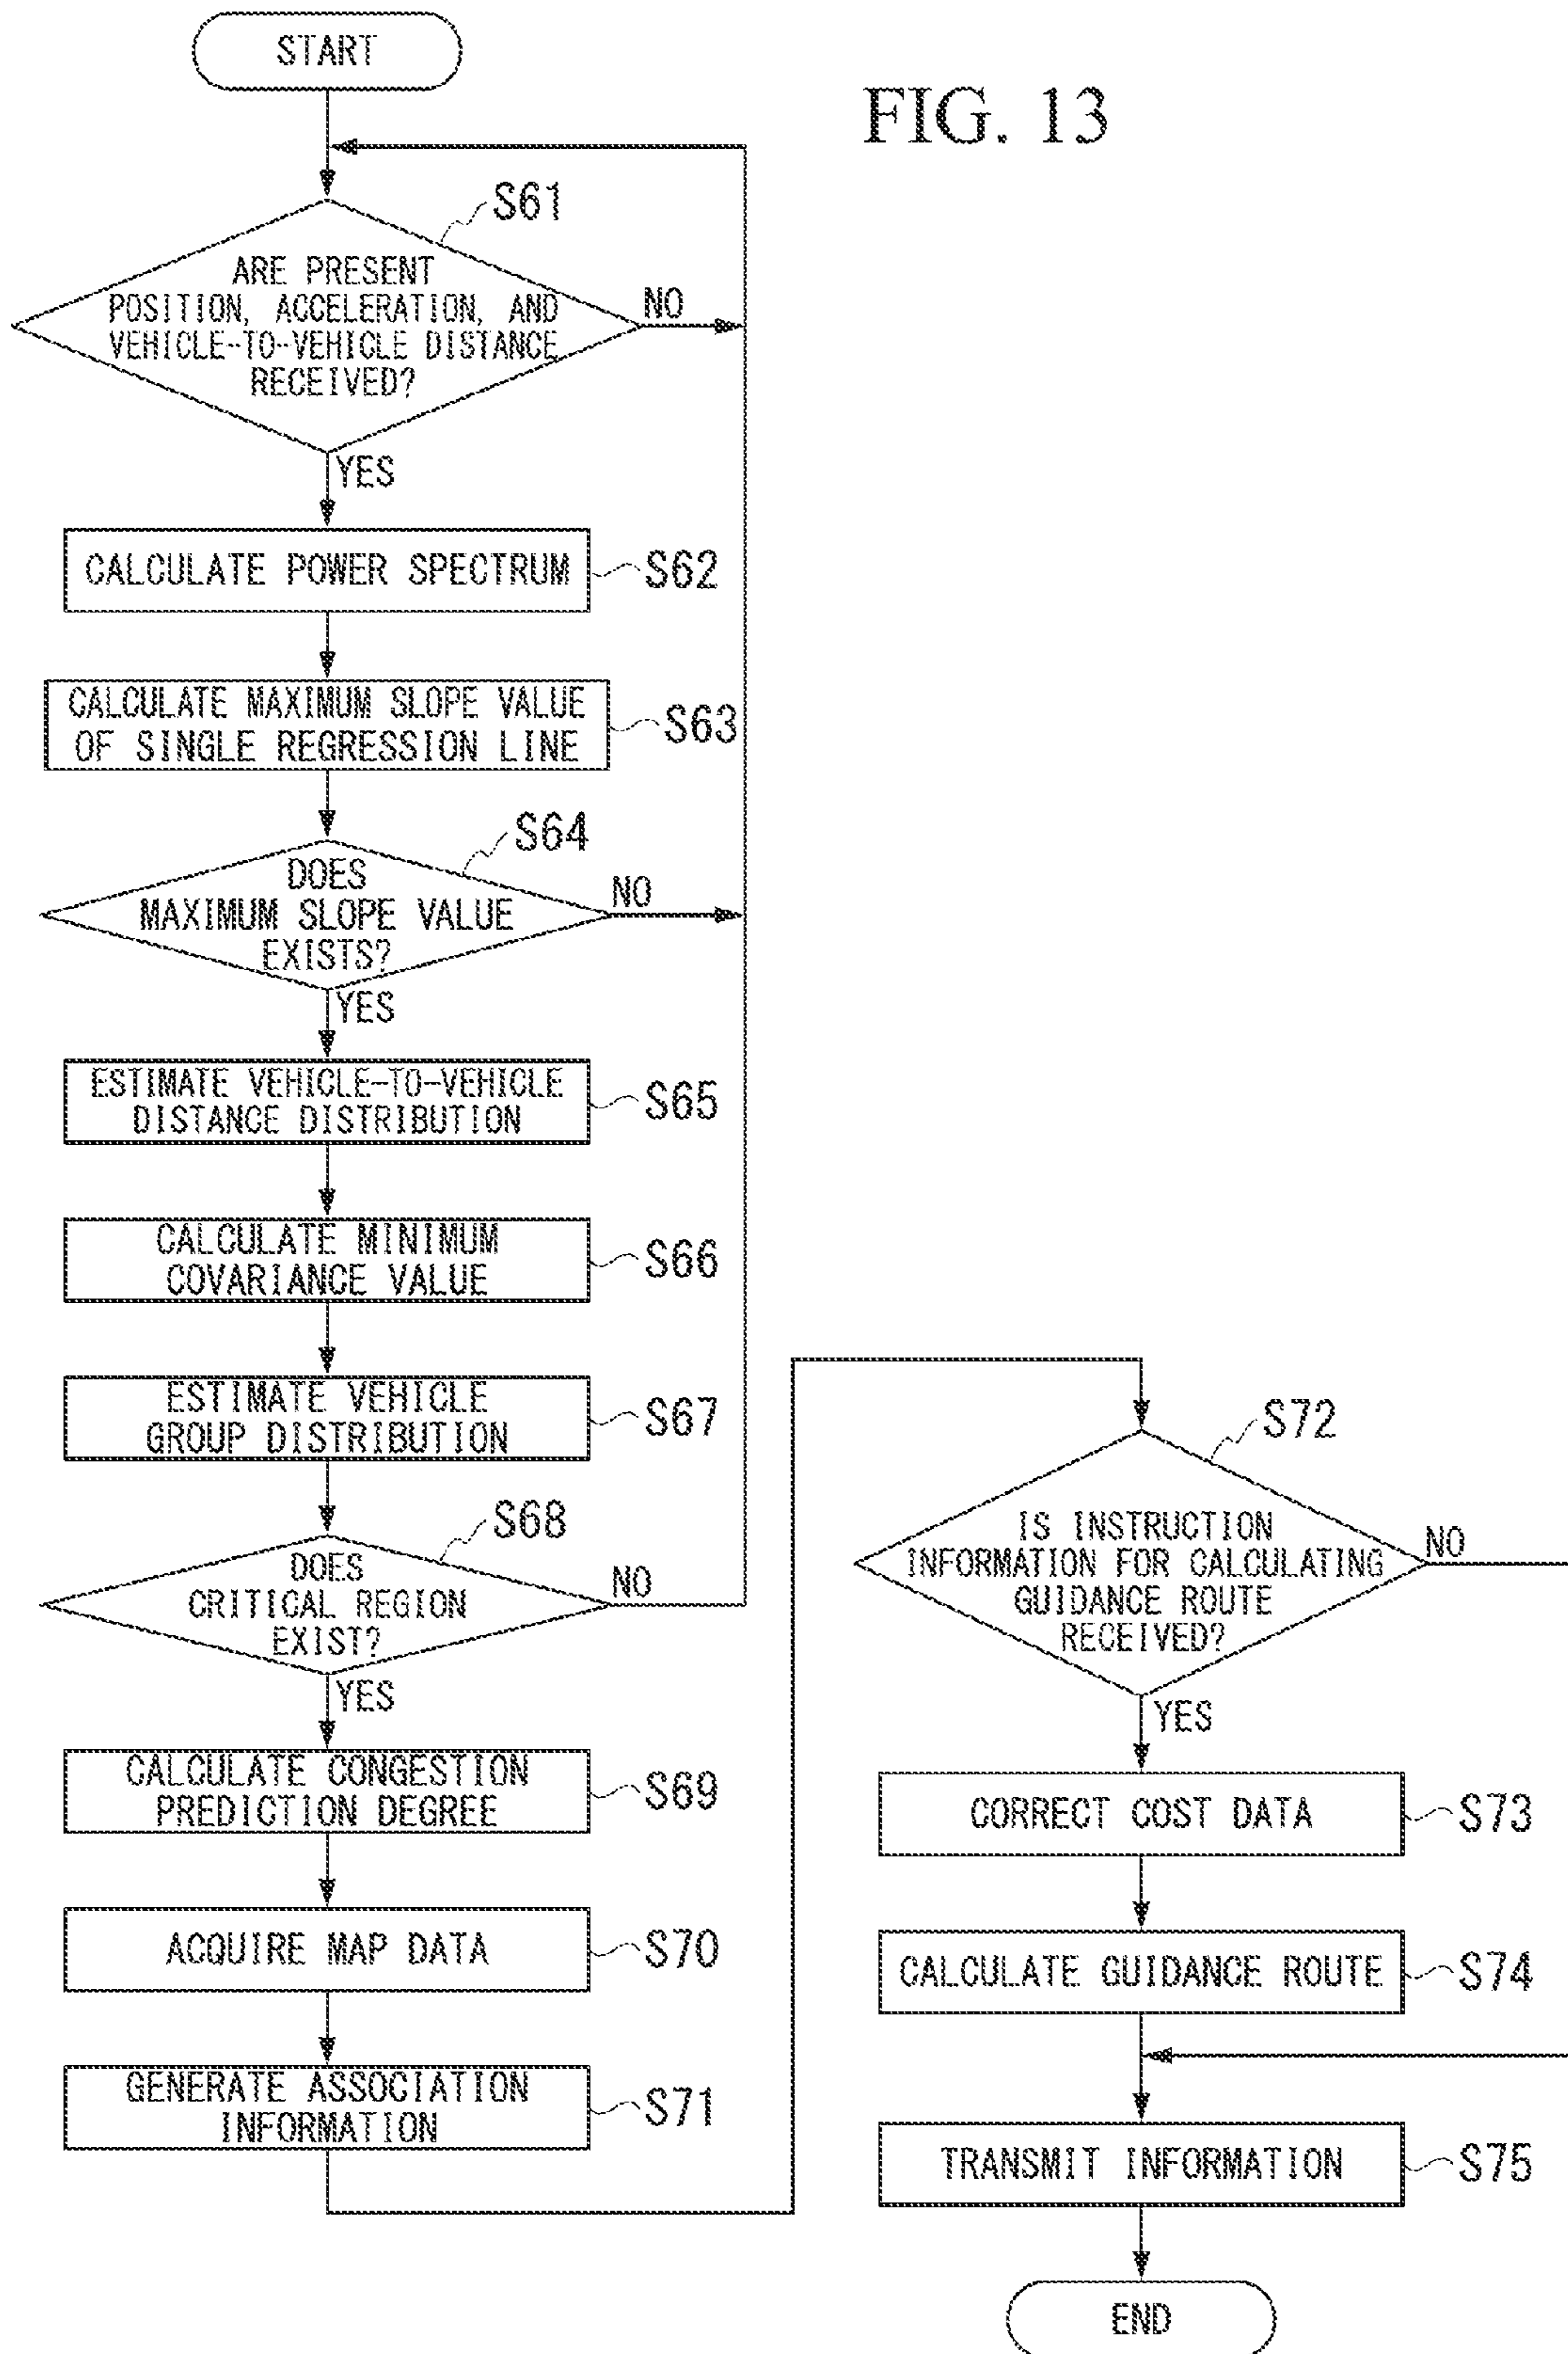 START
FIG. 13
S61
ARE PRESENT
POSITION, ACCELERATION, AND
VEHICLE-TO-VEHICLE DISTANCE
RECEIVED?
NO
YES
CALCULATE POWER SPECTRUM
S62
CALCULATE MAXIMUM SLOPE VALUE
OF SINGLE REGRESSION LINE
S63
S64
DOES
MAXIMUM SLOPE VALUE
EXISTS?
NO
YES
ESTIMATE VEHICLE-TO-VEHICLE
DISTANCE DISTRIBUTION
S65
CALCULATE MINIMUM
COVARIANCE VALUE
S66
ESTIMATE VEHICLE
GROUP DISTRIBUTION
S67
S68
DOES
CRITICAL REGION
EXIST?
NO
YES
CALCULATE CONGESTION
PREDICTION DEGREE
S69
ACQUIRE MAP DATA
S70
GENERATE ASSOCIATION
INFORMATION
S71
S72
IS INSTRUCTION
INFORMATION FOR CALCULATING
GUIDANCE ROUTE
RECEIVED?
NO
YES
CORRECT COST DATA
S73
CALCULATE GUIDANCE ROUTE
S74
TRANSMIT INFORMATION
S75
END